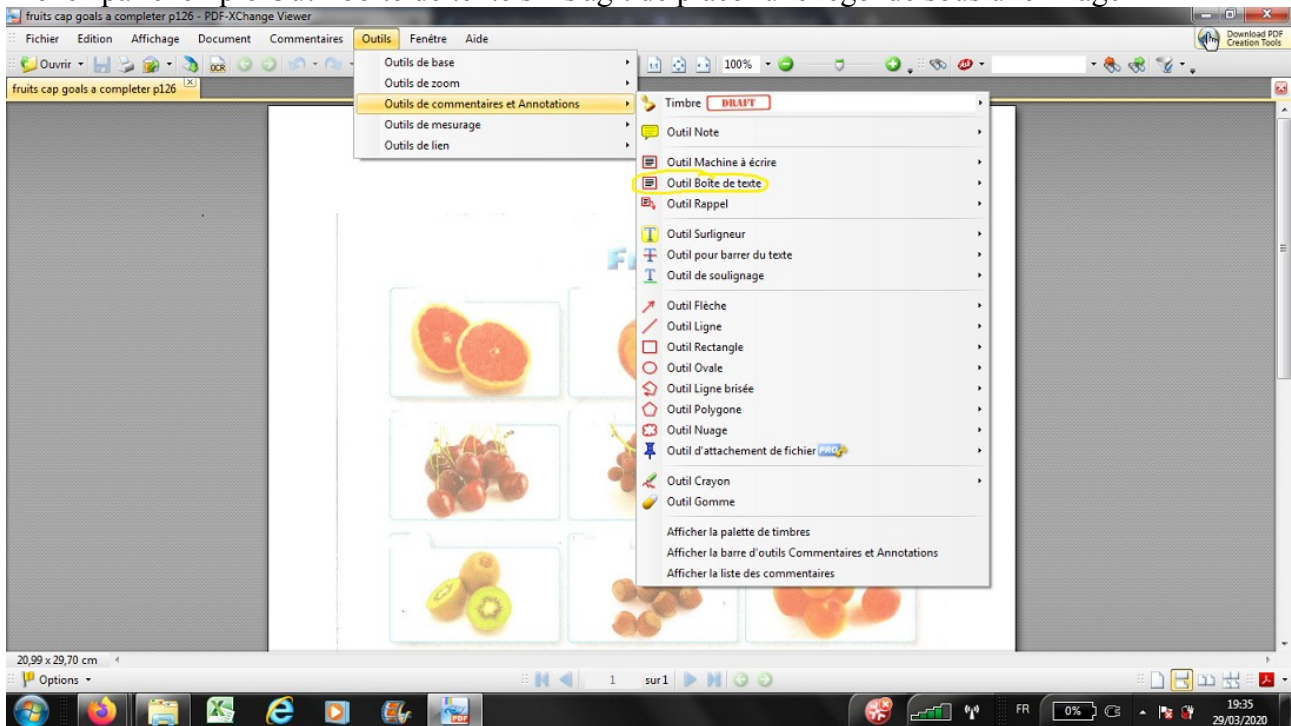 fruits cap goals a completer p126 - PDF-XChange Viewer
Fichier Edition Affichage Document Commentaires Outils Fenêtre Aide
Download PDF
Creation Tools
Ouvrir OCR 100%
fruits cap goals a completer p126
Outils de base
Outils de zoom
Outils de commentaires et Annotations
Outils de mesurage
Outils de lien
Timbre DRAFT
Outil Note
Outil Machine à écrire
Outil Boîte de texte
Outil Rappel
Outil Surligneur
Outil pour barrer du texte
Outil de soulignage
Outil Flèche
Outil Ligne
Outil Rectangle
Outil Ovale
Outil Ligne brisée
Outil Polygone
Outil Nuage
Outil d'attachement de fichier PRO
Outil Crayon
Outil Gomme
Afficher la palette de timbres
Afficher la barre d'outils Commentaires et Annotations
Afficher la liste des commentaires
20,99 x 29,70 cm
Options 1 sur 1
FR 0% 19:35
29/03/2020